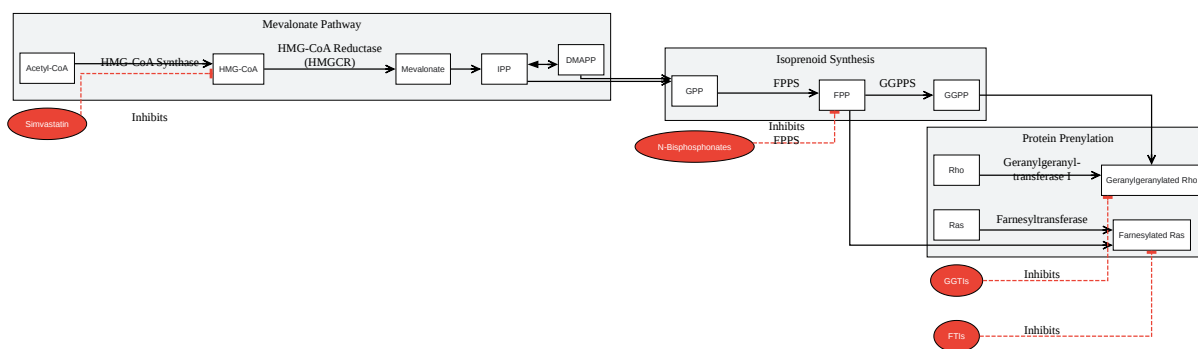 Mevalonate Pathway
Acetyl-CoA
HMG-CoA Synthase
HMG-CoA
HMG-CoA Reductase
(HMGCR)
Mevalonate
IPP
DMAPP
Simvastatin
Inhibits
Isoprenoid Synthesis
GPP
FPPS
FPP
GGPPS
GGPP
N-Bisphosphonates
Inhibits
FPPS
Protein Prenylation
Rho
Geranylgeranyl-
transferase I
Geranylgeranylated Rho
Ras
Farnesyltransferase
Farnesylated Ras
GGTIs
Inhibits
FTIs
Inhibits